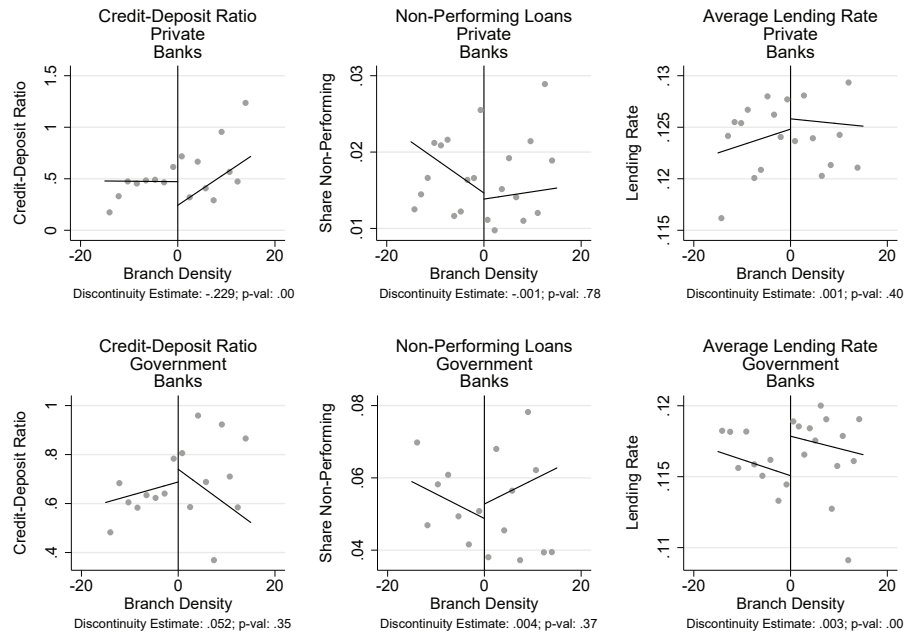 Credit-Deposit Ratio
Private
Banks
Credit-Deposit Ratio
1.5
1
.5
0
-20
0
20
Branch Density
Discontinuity Estimate: -.229; p-val: .00
Non-Performing Loans
Private
Banks
Share Non-Performing
.03
.02
.01
-20
0
20
Branch Density
Discontinuity Estimate: -.001; p-val: .78
Average Lending Rate
Private
Banks
Lending Rate
.13
.125
.12
.115
-20
0
20
Branch Density
Discontinuity Estimate: .001; p-val: .40
Credit-Deposit Ratio
Government
Banks
Credit-Deposit Ratio
1
.8
.6
.4
-20
0
20
Branch Density
Discontinuity Estimate: .052; p-val: .35
Non-Performing Loans
Government
Banks
Share Non-Performing
.08
.06
.04
-20
0
20
Branch Density
Discontinuity Estimate: .004; p-val: .37
Average Lending Rate
Government
Banks
Lending Rate
.12
.115
.11
-20
0
20
Branch Density
Discontinuity Estimate: .003; p-val: .00